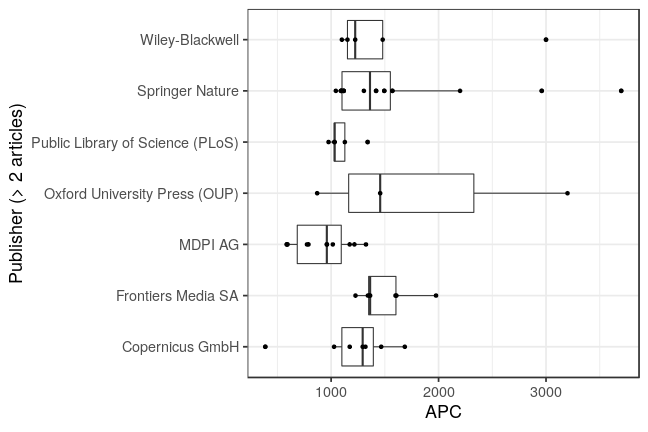 Publisher (> 2 articles)
Wiley-Blackwell
Springer Nature
Public Library of Science (PLoS)
Oxford University Press (OUP)
MDPI AG
Frontiers Media SA
Copernicus GmbH
1000 2000 3000
APC